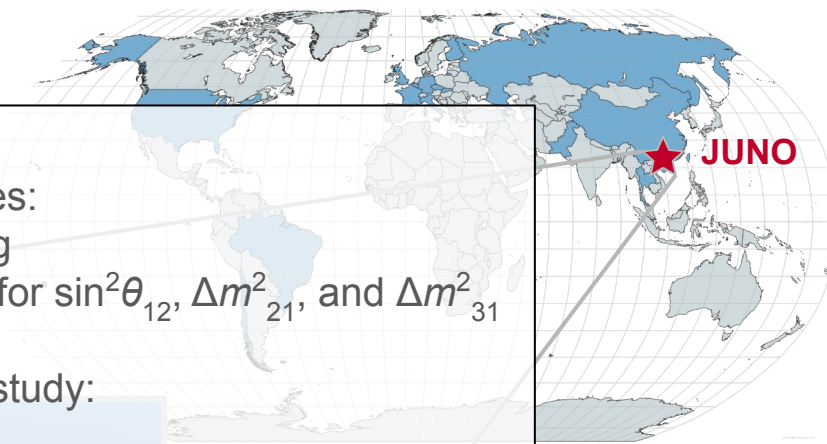 JUNO
es:
g
for sin²θ₁₂, Δm²₂₁, and Δm²₃₁
study: